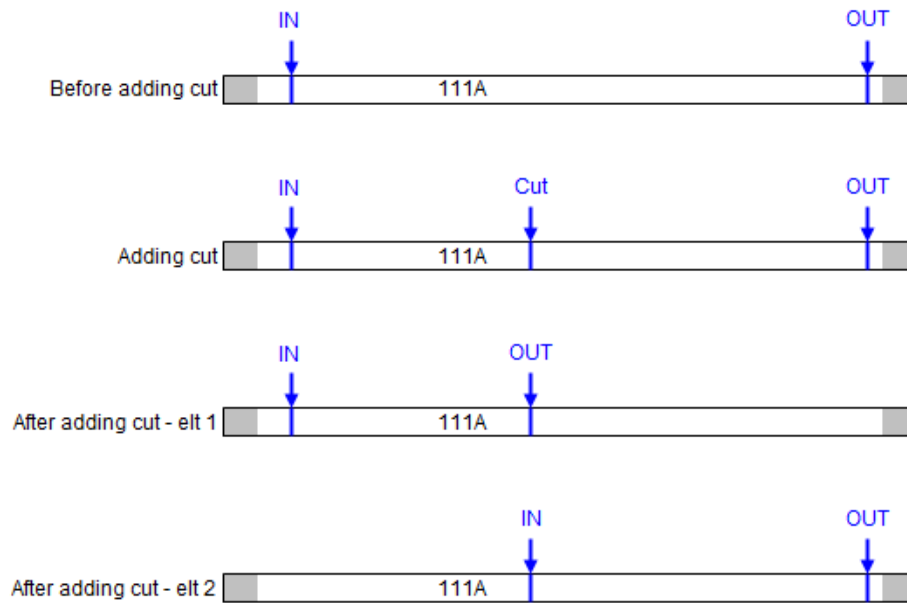 IN OUT
Before adding cut 111A
IN Cut OUT
Adding cut 111A
IN OUT
After adding cut - elt 1 111A
IN OUT
After adding cut - elt 2 111A